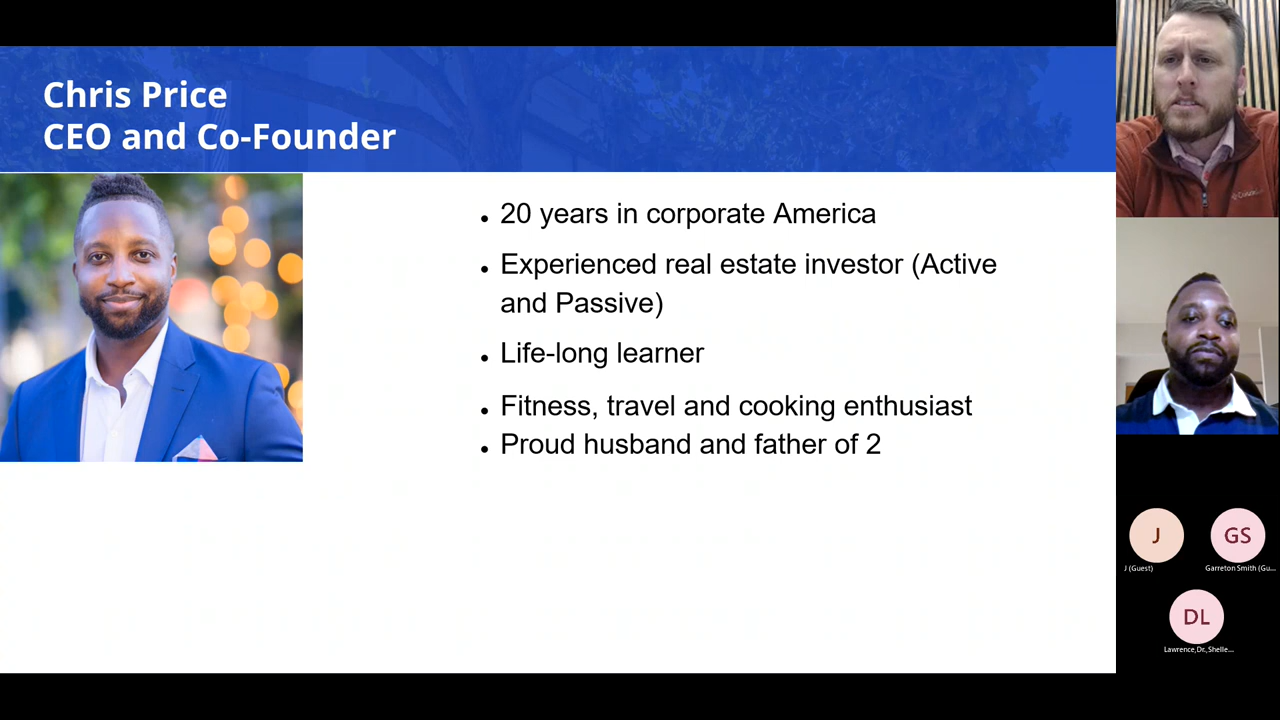 Chris Price
CEO and Co-Founder
• 20 years in corporate America
• Experienced real estate investor (Active
and Passive)
• Life-long learner
• Fitness, travel and cooking enthusiast
• Proud husband and father of 2
J
GS
J (Guest)
Garreton Smith (Gu...
DL
Lawrence,Dr.,Shelle...